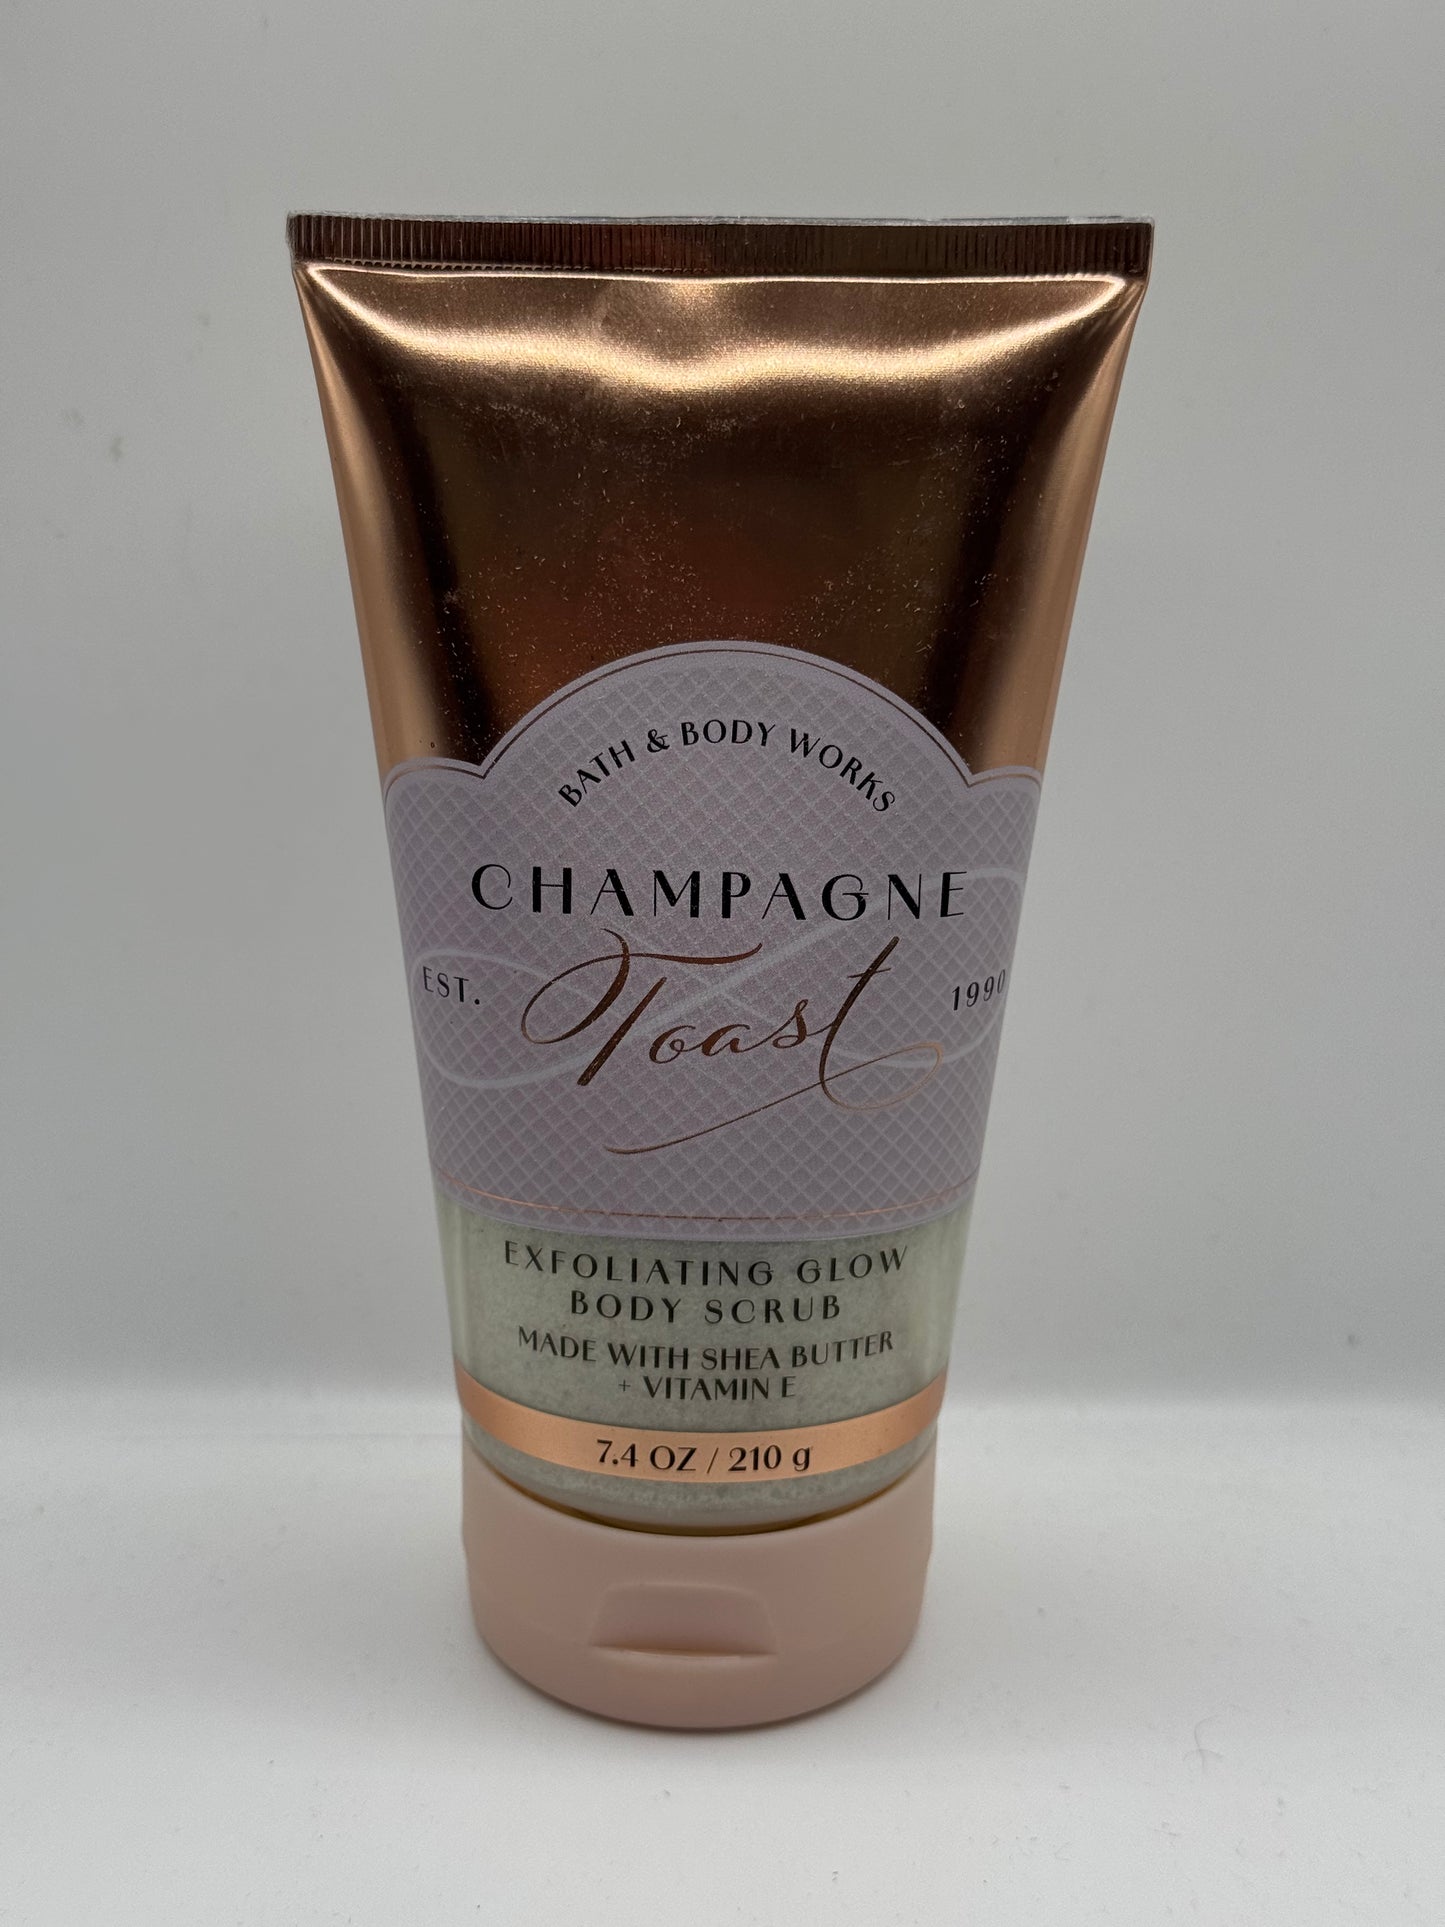 BATH & BODY WORKS
CHAMPAGNE
Toast
EST. 1990
EXFOLIATING GLOW
BODY SCRUB
MADE WITH SHEA BUTTER
+ VITAMIN E
7.4 OZ / 210 g